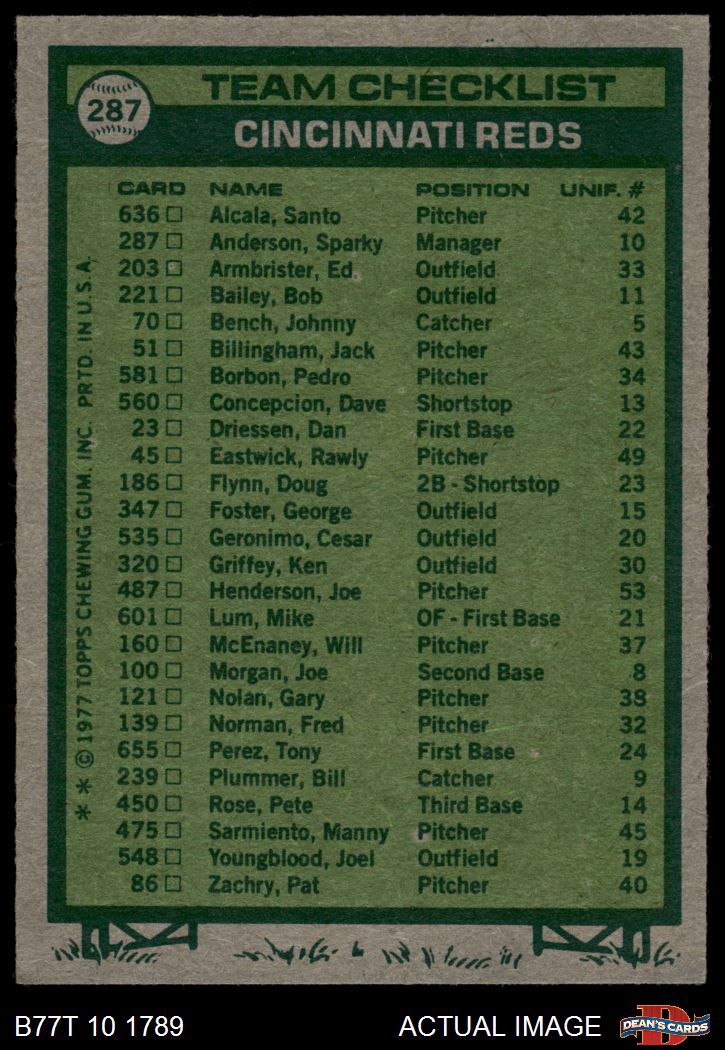 287
TEAM CHECKLIST
CINCINNATI REDS
CARD NAME POSITION UNIF. #
636 Alcala, Santo Pitcher 42
287 Anderson, Sparky Manager 10
203 Armbrister, Ed Outfield 33
221 Bailey, Bob Outfield 11
70 Bench, Johnny Catcher 5
51 Billingham, Jack Pitcher 43
581 Borbon, Pedro Pitcher 34
560 Concepcion, Dave Shortstop 13
23 Driessen, Dan First Base 22
45 Eastwick, Rawly Pitcher 49
186 Flynn, Doug 2B - Shortstop 23
347 Foster, George Outfield 15
535 Geronimo, Cesar Outfield 20
320 Griffey, Ken Outfield 30
487 Henderson, Joe Pitcher 53
601 Lum, Mike OF - First Base 21
160 McEnaney, Will Pitcher 37
100 Morgan, Joe Second Base 8
121 Nolan, Gary Pitcher 38
139 Norman, Fred Pitcher 32
655 Perez, Tony First Base 24
239 Plummer, Bill Catcher 9
450 Rose, Pete Third Base 14
475 Sarmiento, Manny Pitcher 45
548 Youngblood, Joel Outfield 19
86 Zachry, Pat Pitcher 40
* * © 1977 TOPPS CHEWING GUM. INC. PRTD. IN U.S.A.
B77T 10 1789 ACTUAL IMAGE
D
DEAN'S CARDS